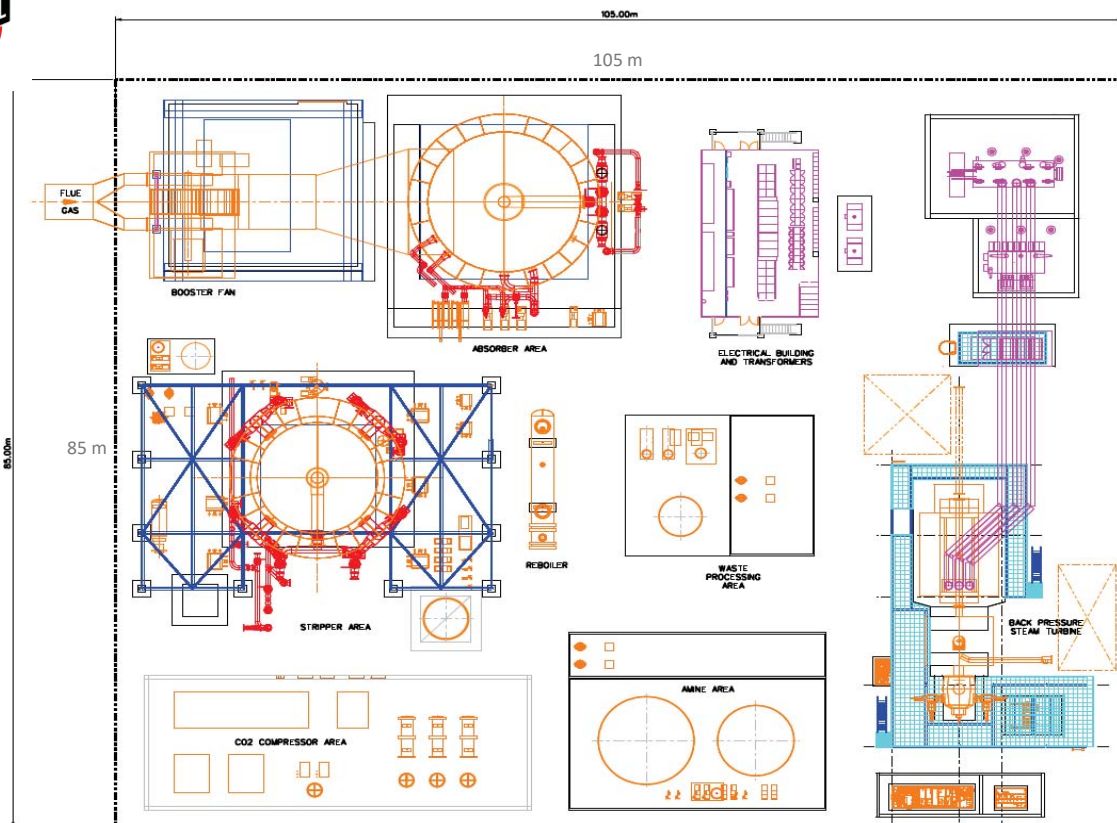 105.00m
105 m
FLUE
GAS
BOOSTER FAN
ABSORBER AREA
ELECTRICAL BUILDING
AND TRANSFORMERS
85.00m
85 m
REBOILER
WASTE
PROCESSING
AREA
STRIPPER AREA
BACK PRESSURE
STEAM TURBINE
AMINE AREA
CO2 COMPRESSOR AREA